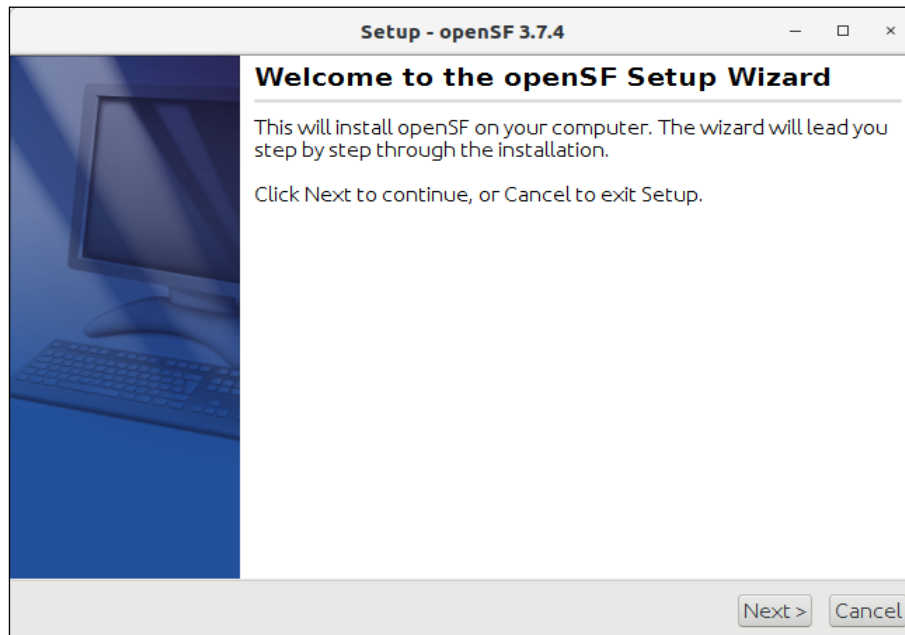 Setup - openSF 3.7.4
Welcome to the openSF Setup Wizard
This will install openSF on your computer. The wizard will lead you
step by step through the installation.
Click Next to continue, or Cancel to exit Setup.
Next > Cancel